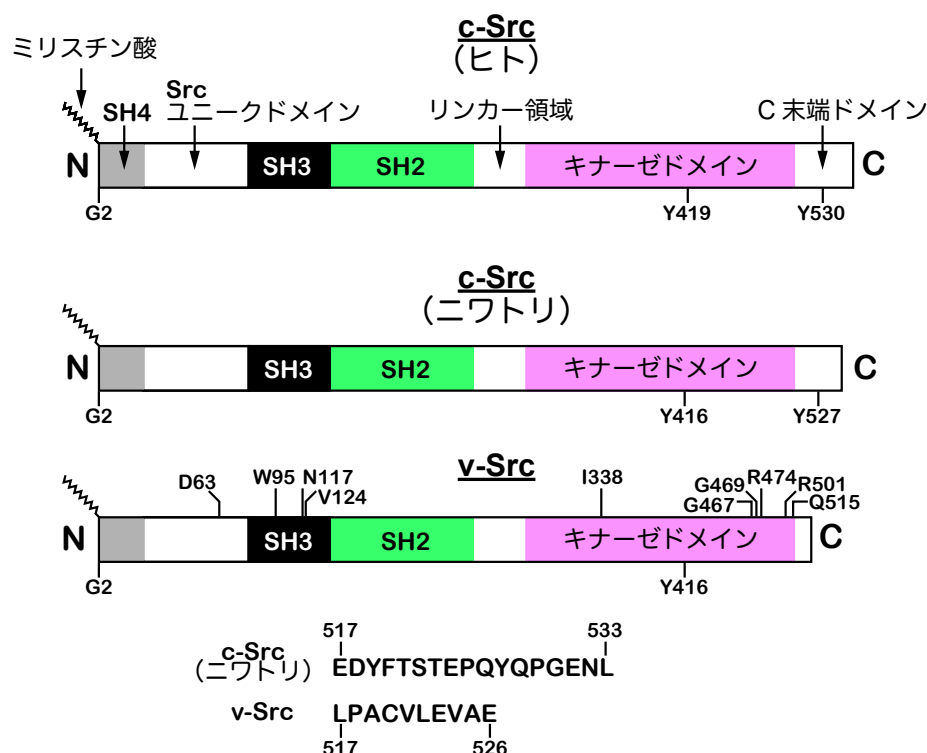 c-Src
(ヒト)
ミリスチン酸
SH4
Src
ユニークドメイン
リンカー領域
C 末端ドメイン
N SH3 SH2 キナーゼドメイン C
G2 Y419 Y530
c-Src
(ニワトリ)
N SH3 SH2 キナーゼドメイン C
G2 Y416 Y527
v-Src
D63 W95 N117 V124 I338 G467 G469 R474 R501 Q515
N SH3 SH2 キナーゼドメイン C
G2 Y416
517 533
c-Src
(ニワトリ)
EDYFTSTEPQYQPGENL
v-Src LPACVLEVAE
517 526